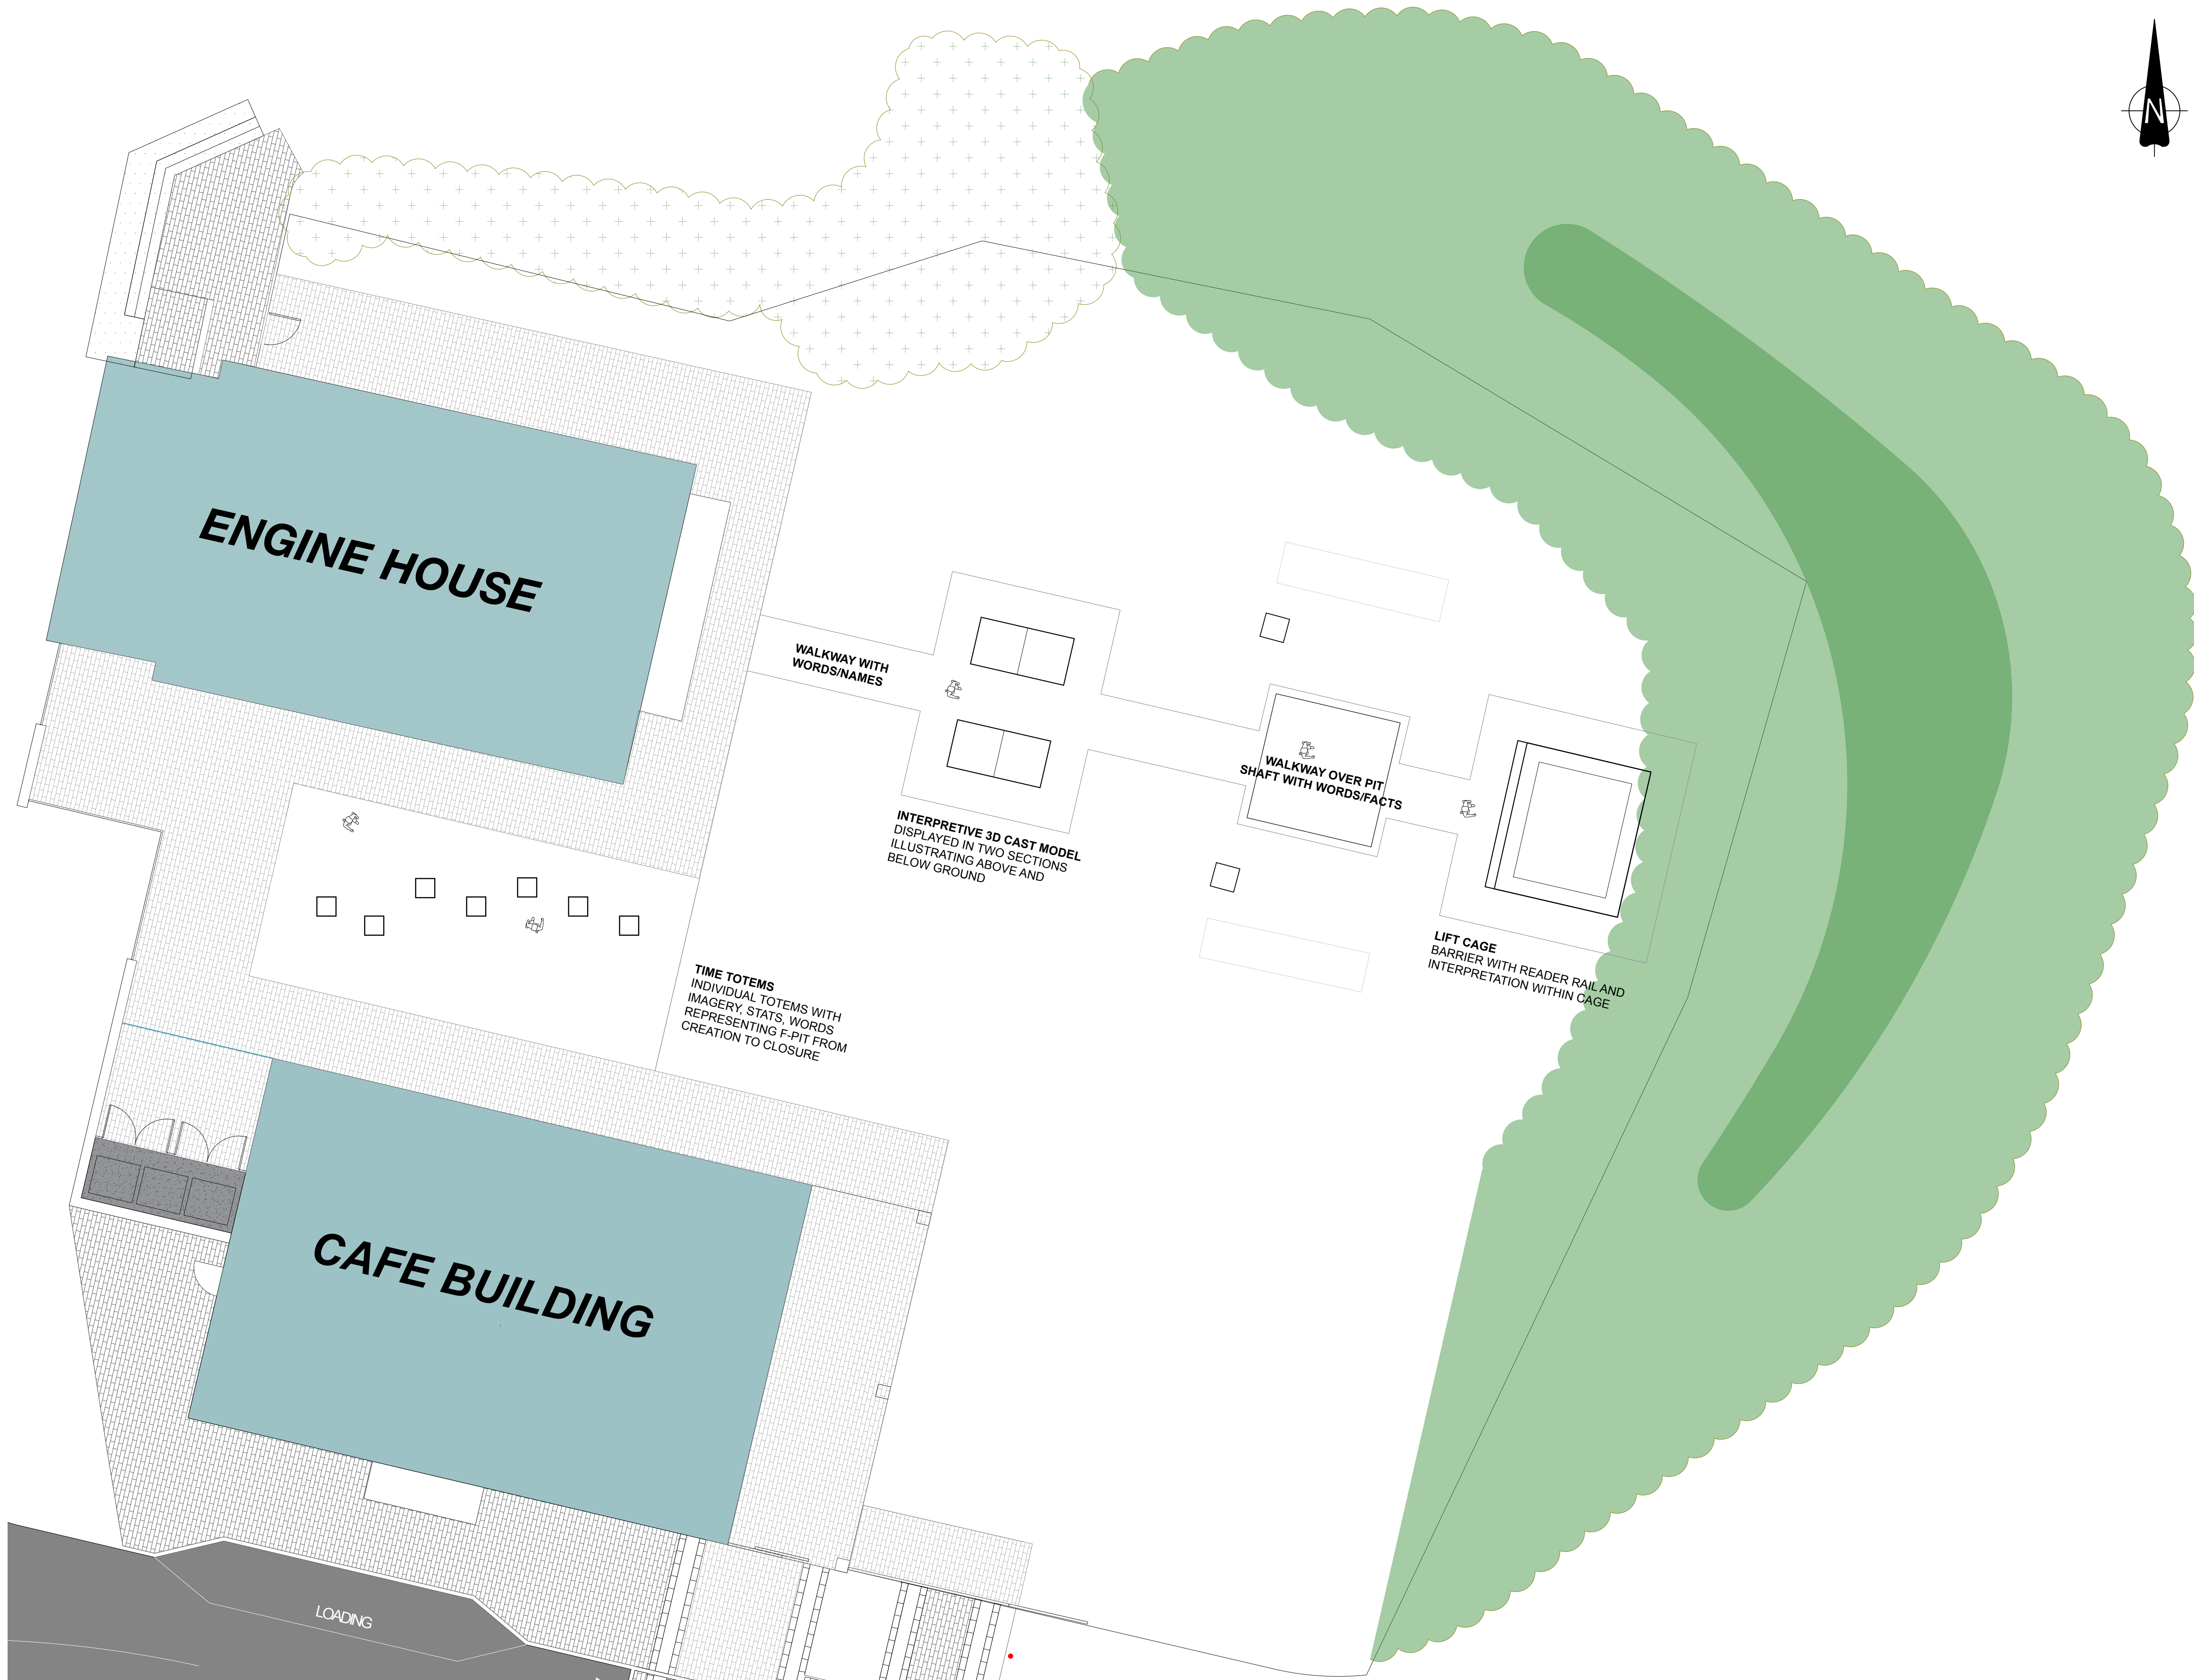 N
ENGINE HOUSE
WALKWAY WITH
WORDS/NAMES
WALKWAY OVER PIT
SHAFT WITH WORDS/FACTS
INTERPRETIVE 3D CAST MODEL
DISPLAYED IN TWO SECTIONS
ILLUSTRATING ABOVE AND
BELOW GROUND
LIFT CAGE
BARRIER WITH READER RAIL AND
INTERPRETATION WITHIN CAGE
TIME TOTEMS
INDIVIDUAL TOTEMS WITH
IMAGERY, STATS, WORDS
REPRESENTING F-PIT FROM
CREATION TO CLOSURE
CAFE BUILDING
LOADING